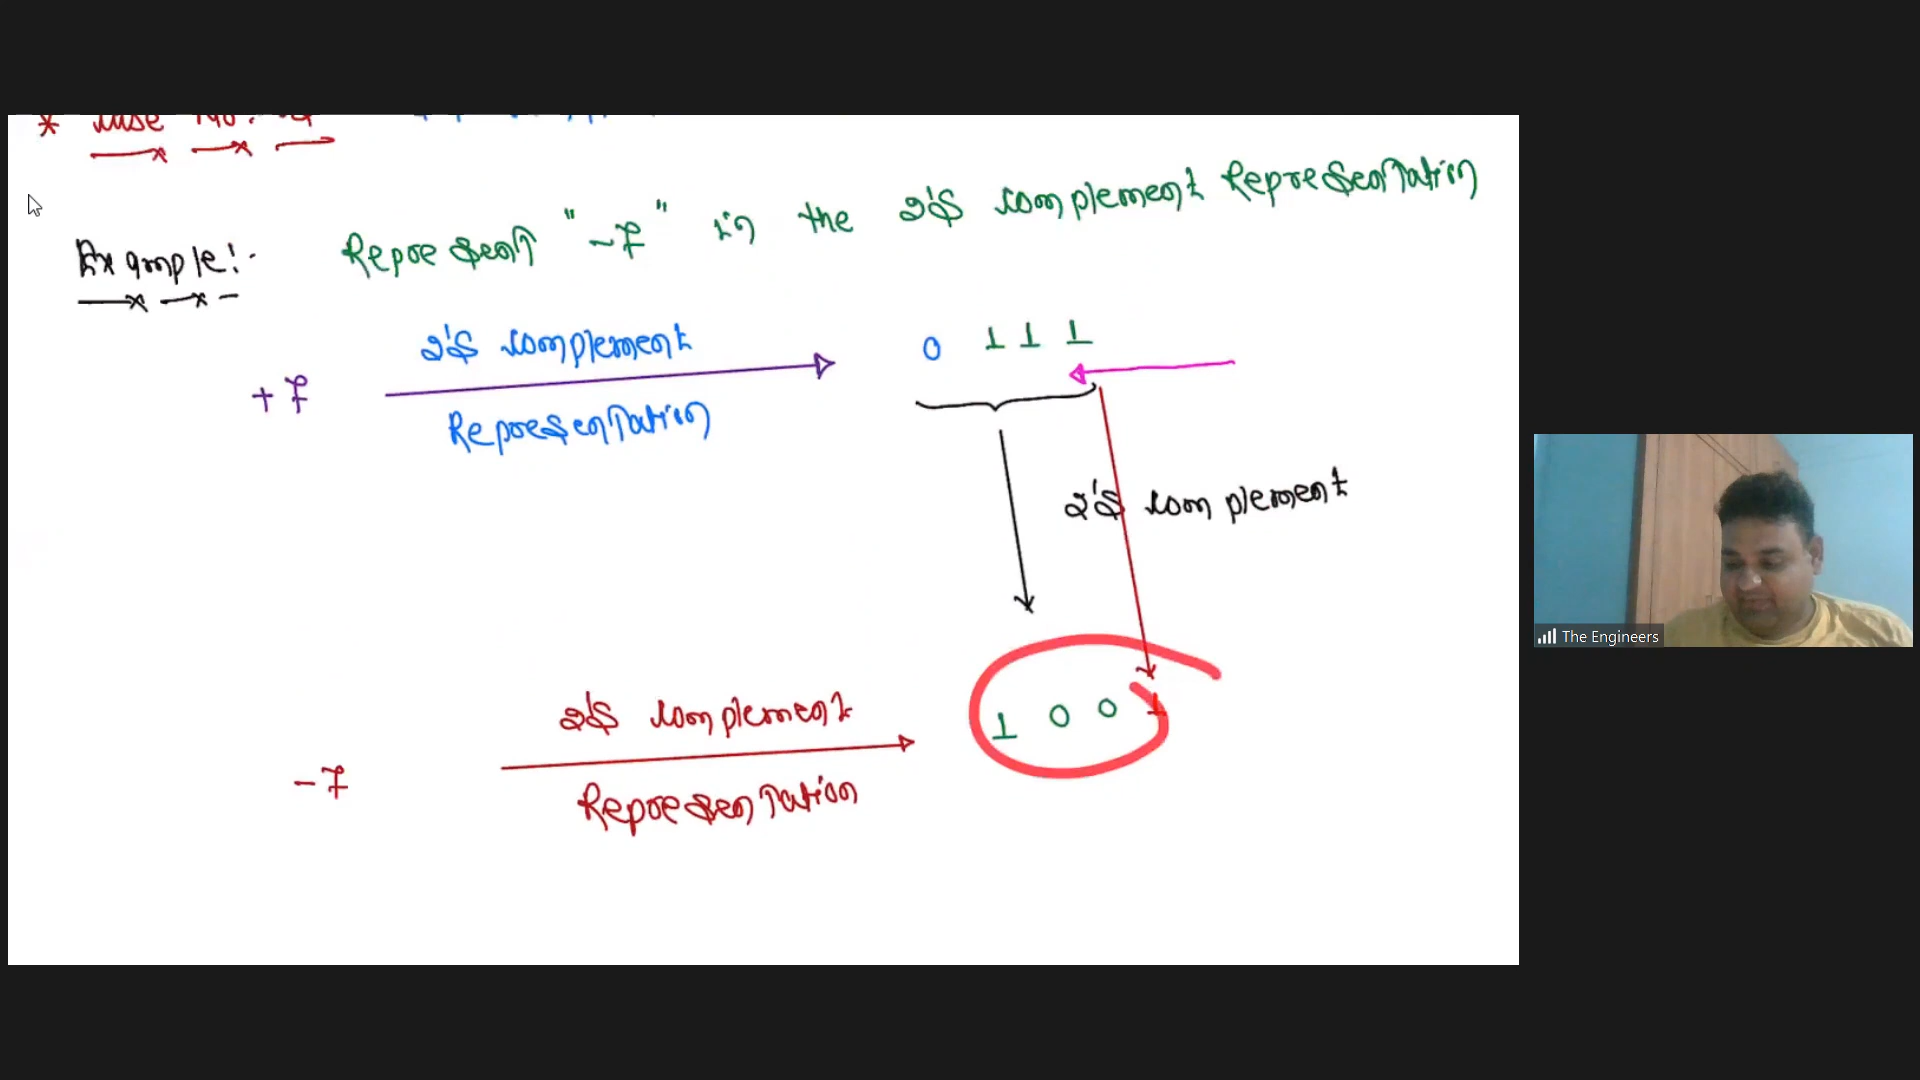 *
Example:-
Represent "-7" in the 2's complement Representation
+7
2's complement
Representation
0 1 1 1
2's complement
-7
2's complement
Representation
1 0 0 1
The Engineers